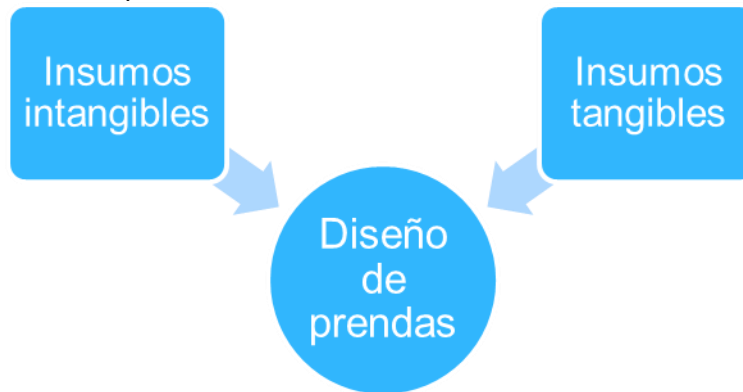 Insumos
intangibles
Insumos
tangibles
Diseño
de
prendas